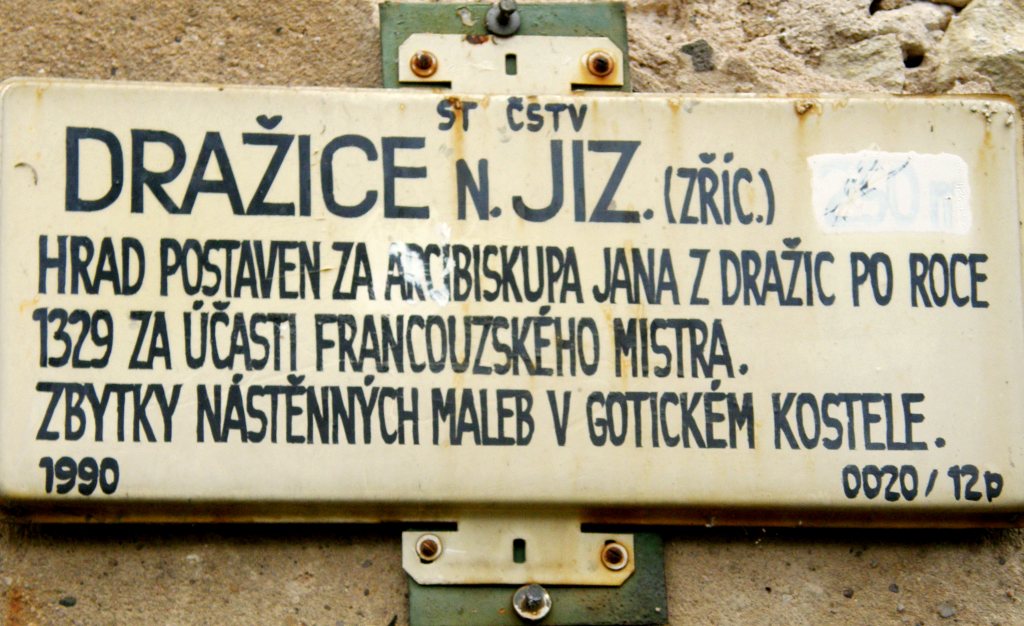 ST ČSTV
DRAŽICE N. JIZ. (ZŘÍC.)
HRAD POSTAVEN ZA ARCIBISKUPA JANA Z DRAŽIC PO ROCE
1329 ZA ÚČASTI FRANCOUZSKÉHO MISTRA.
ZBYTKY NÁSTĚNNÝCH MALEB V GOTICKÉM KOSTELE.
1990 0020/12p